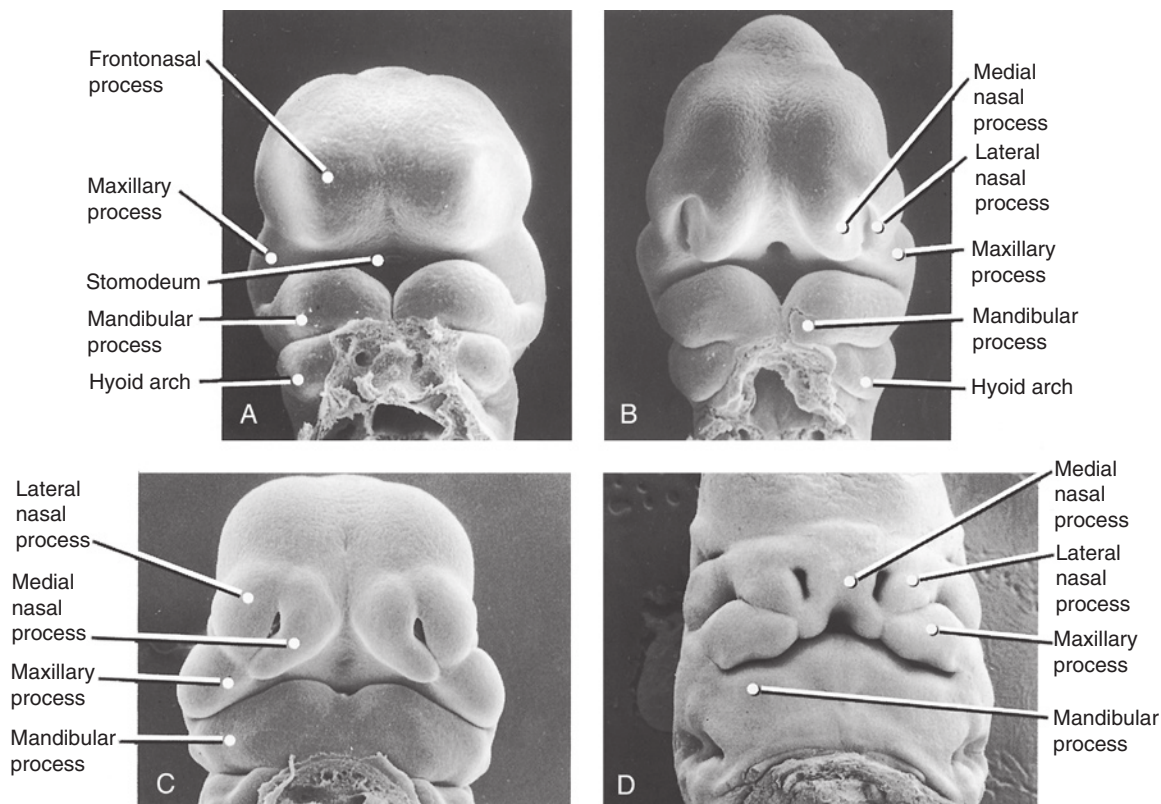 Frontonasal
process
Maxillary
process
Stomodeum
Mandibular
process
Hyoid arch
A
Medial
nasal
process
Lateral
nasal
process
Maxillary
process
Mandibular
process
Hyoid arch
B
Lateral
nasal
process
Medial
nasal
process
Maxillary
process
Mandibular
process
C
Medial
nasal
process
Lateral
nasal
process
Maxillary
process
Mandibular
process
D